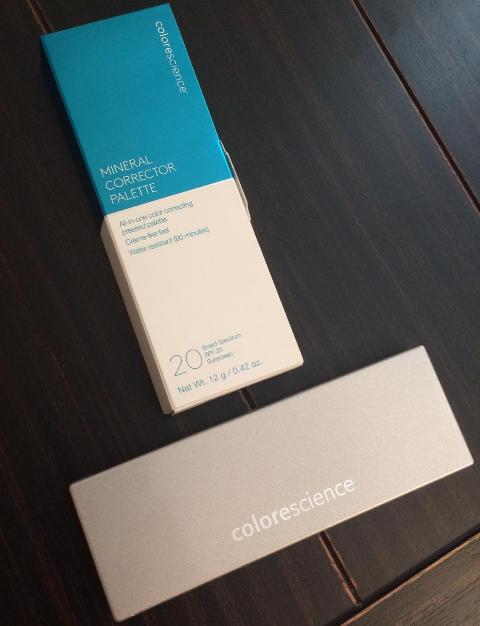 colorescience®
MINERAL
CORRECTOR
PALETTE
All-in-one color correcting
pressed palette
Crème-like feel
Water resistant (80 minutes)
20
Broad Spectrum
SPF 20
Sunscreen
Net Wt. 12 g / 0.42 oz.
colorescience